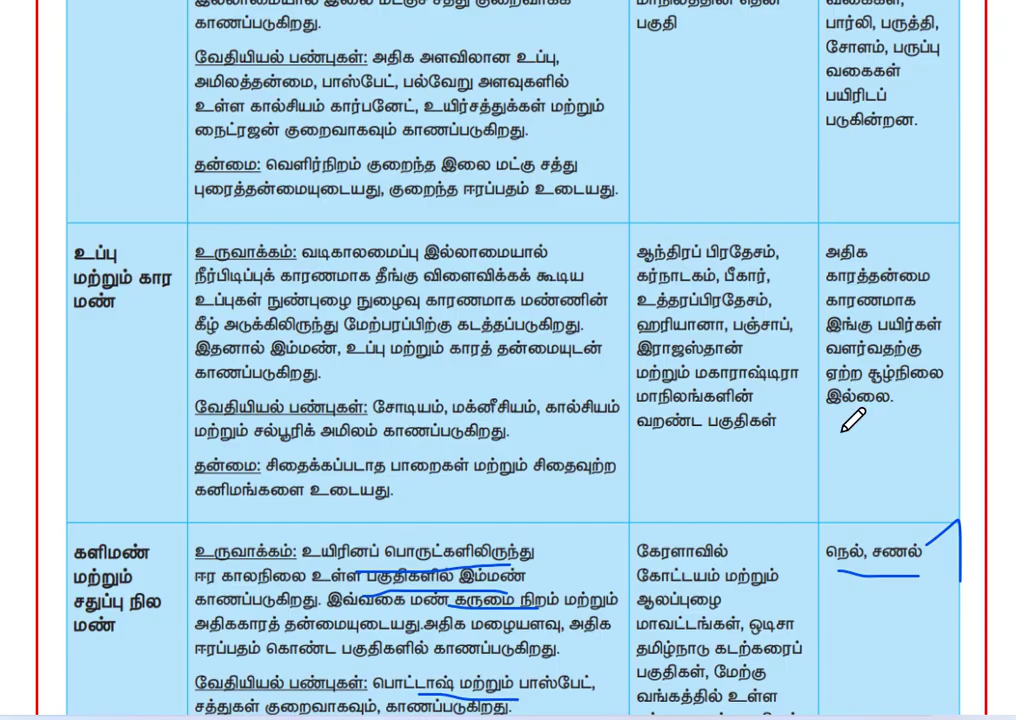 காணப்படுகிறது.
வேதியியல் பண்புகள்: அதிக அளவிலான உப்பு,
அமிலத்தன்மை, பாஸ்பேட், பல்வேறு அளவுகளில்
உள்ள கால்சியம் கார்பனேட், உயிர்சத்துக்கள் மற்றும்
நைட்ரஜன் குறைவாகவும் காணப்படுகிறது.
தன்மை: வெளிர்நிறம் குறைந்த இலை மட்கு சத்து
புரைத்தன்மையுடையது, குறைந்த ஈரப்பதம் உடையது.
பகுதி
வகைகள்,
பார்லி, பருத்தி,
சோளம், பருப்பு
வகைகள்
பயிரிடப்
படுகின்றன.
உப்பு
மற்றும் கார
மண்
உருவாக்கம்: வடிகாலமைப்பு இல்லாமையால்
நீர்பிடிப்புக் காரணமாக தீங்கு விளைவிக்கக் கூடிய
உப்புகள் நுண்புழை நுழைவு காரணமாக மண்ணின்
கீழ் அடுக்கிலிருந்து மேற்பரப்பிற்கு கடத்தப்படுகிறது.
இதனால் இம்மண், உப்பு மற்றும் காரத் தன்மையுடன்
காணப்படுகிறது.
வேதியியல் பண்புகள்: சோடியம், மக்னீசியம், கால்சியம்
மற்றும் சல்பூரிக் அமிலம் காணப்படுகிறது.
தன்மை: சிதைக்கப்படாத பாறைகள் மற்றும் சிதைவுற்ற
கனிமங்களை உடையது.
ஆந்திரப் பிரதேசம்,
கர்நாடகம், பீகார்,
உத்தரப்பிரதேசம்,
ஹரியானா, பஞ்சாப்,
இராஜஸ்தான்
மற்றும் மகாராஷ்டிரா
மாநிலங்களின்
வறண்ட பகுதிகள்
அதிக
காரத்தன்மை
காரணமாக
இங்கு பயிர்கள்
வளர்வதற்கு
ஏற்ற சூழ்நிலை
இல்லை.
களிமண்
மற்றும்
சதுப்பு நில
மண்
உருவாக்கம்: உயிரினப் பொருட்களிலிருந்து
ஈர காலநிலை உள்ள பகுதிகளில் இம்மண்
காணப்படுகிறது. இவ்வகை மண் கருமை நிறம் மற்றும்
அதிககாரத் தன்மையுடையது.அதிக மழையளவு, அதிக
ஈரப்பதம் கொண்ட பகுதிகளில் காணப்படுகிறது.
வேதியியல் பண்புகள்: பொட்டாஷ் மற்றும் பாஸ்பேட்,
சத்துகள் குறைவாகவும், காணப்படுகிறது.
கேரளாவில்
கோட்டயம் மற்றும்
ஆலப்புழை
மாவட்டங்கள், ஒடிசா
தமிழ்நாடு கடற்கரைப்
பகுதிகள், மேற்கு
வங்கத்தில் உள்ள
நெல், சணல்